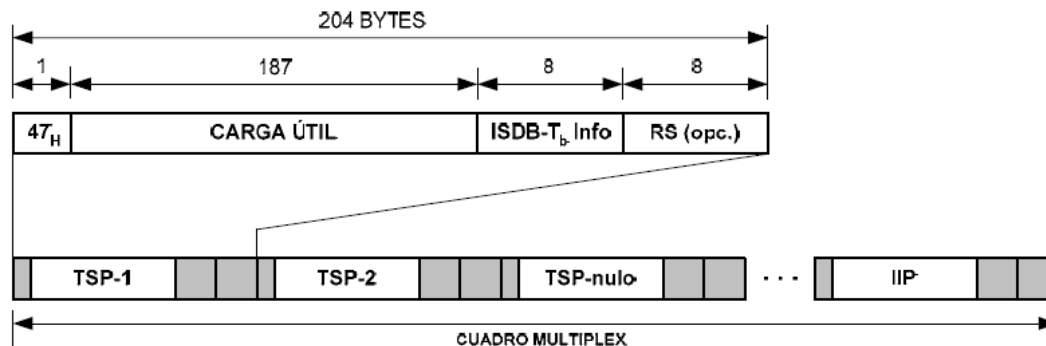 204 BYTES
1 187 8 8
47H CARGA ÚTIL ISDB-Tb Info RS (opc.)
TSP-1 TSP-2 TSP-nulo ... IIP
CUADRO MULTIPLEX